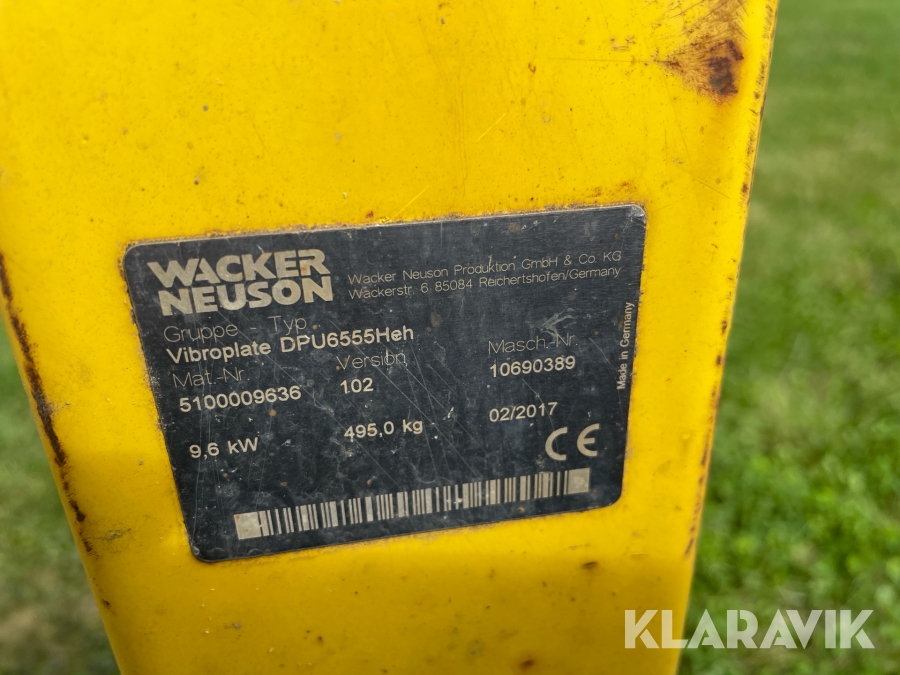 KLARAVIK
WACKER
NEUSON
Wacker Neuson Produktion GmbH & Co. KG
Wackerstr. 6 85084 Reichertshofen/Germany
Gruppe - Typ
Vibroplate DPU6555Heh
Mat.-Nr. Version Masch.-Nr.
5100009636 102 10690389
9,6 kW 495,0 kg 02/2017
CE
Made in Germany
KLARAVIK